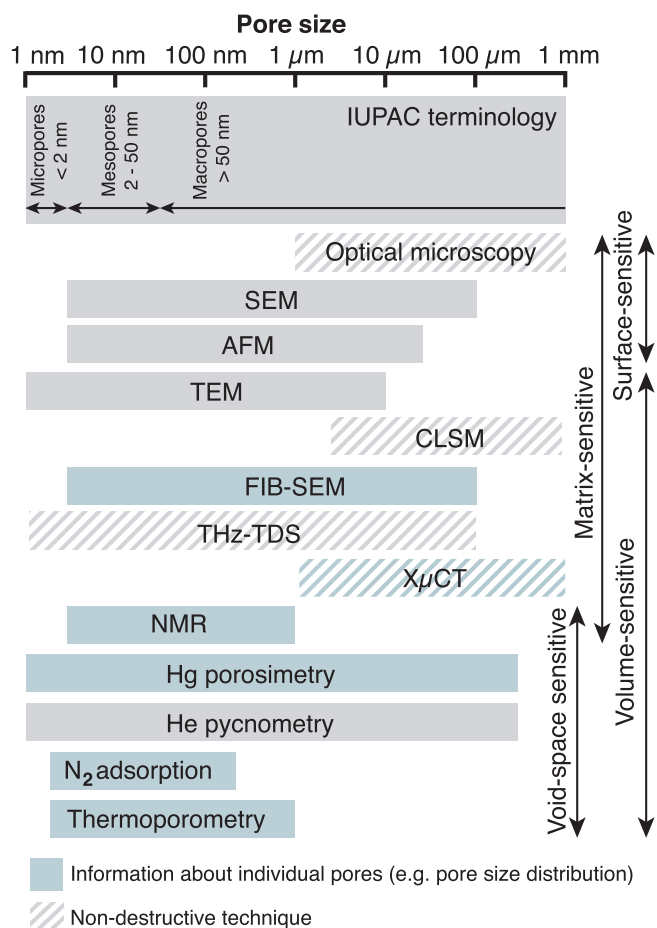 Pore size
1 nm 10 nm 100 nm 1 µm 10 µm 100 µm 1 mm
IUPAC terminology
Micropores
< 2 nm
Mesopores
2 - 50 nm
Macropores
> 50 nm
Optical microscopy
SEM
AFM
TEM
CLSM
FIB-SEM
THz-TDS
XµCT
NMR
Hg porosimetry
He pycnometry
N₂ adsorption
Thermoporometry
Surface-sensitive
Matrix-sensitive
Volume-sensitive
Void-space sensitive
Information about individual pores (e.g. pore size distribution)
Non-destructive technique